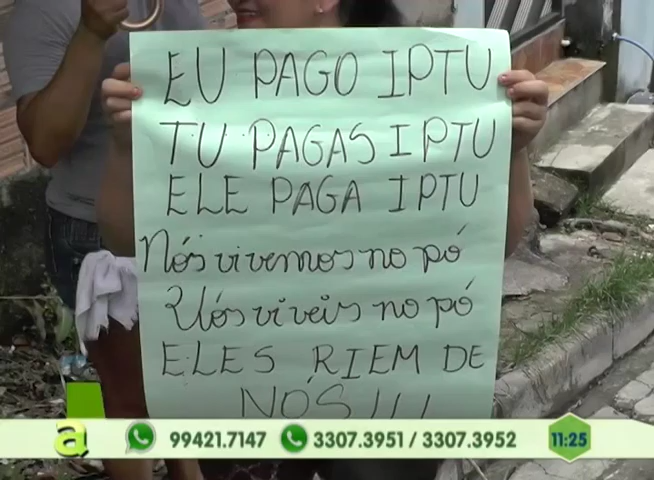 EU PAGO IPTU
TU PAGAS IPTU
ELE PAGA IPTU
Nós vivemos no pó
Vós viveis no pó
ELES RIEM DE
NÓS!!!
a 99421.7147 3307.3951 / 3307.3952 11:25